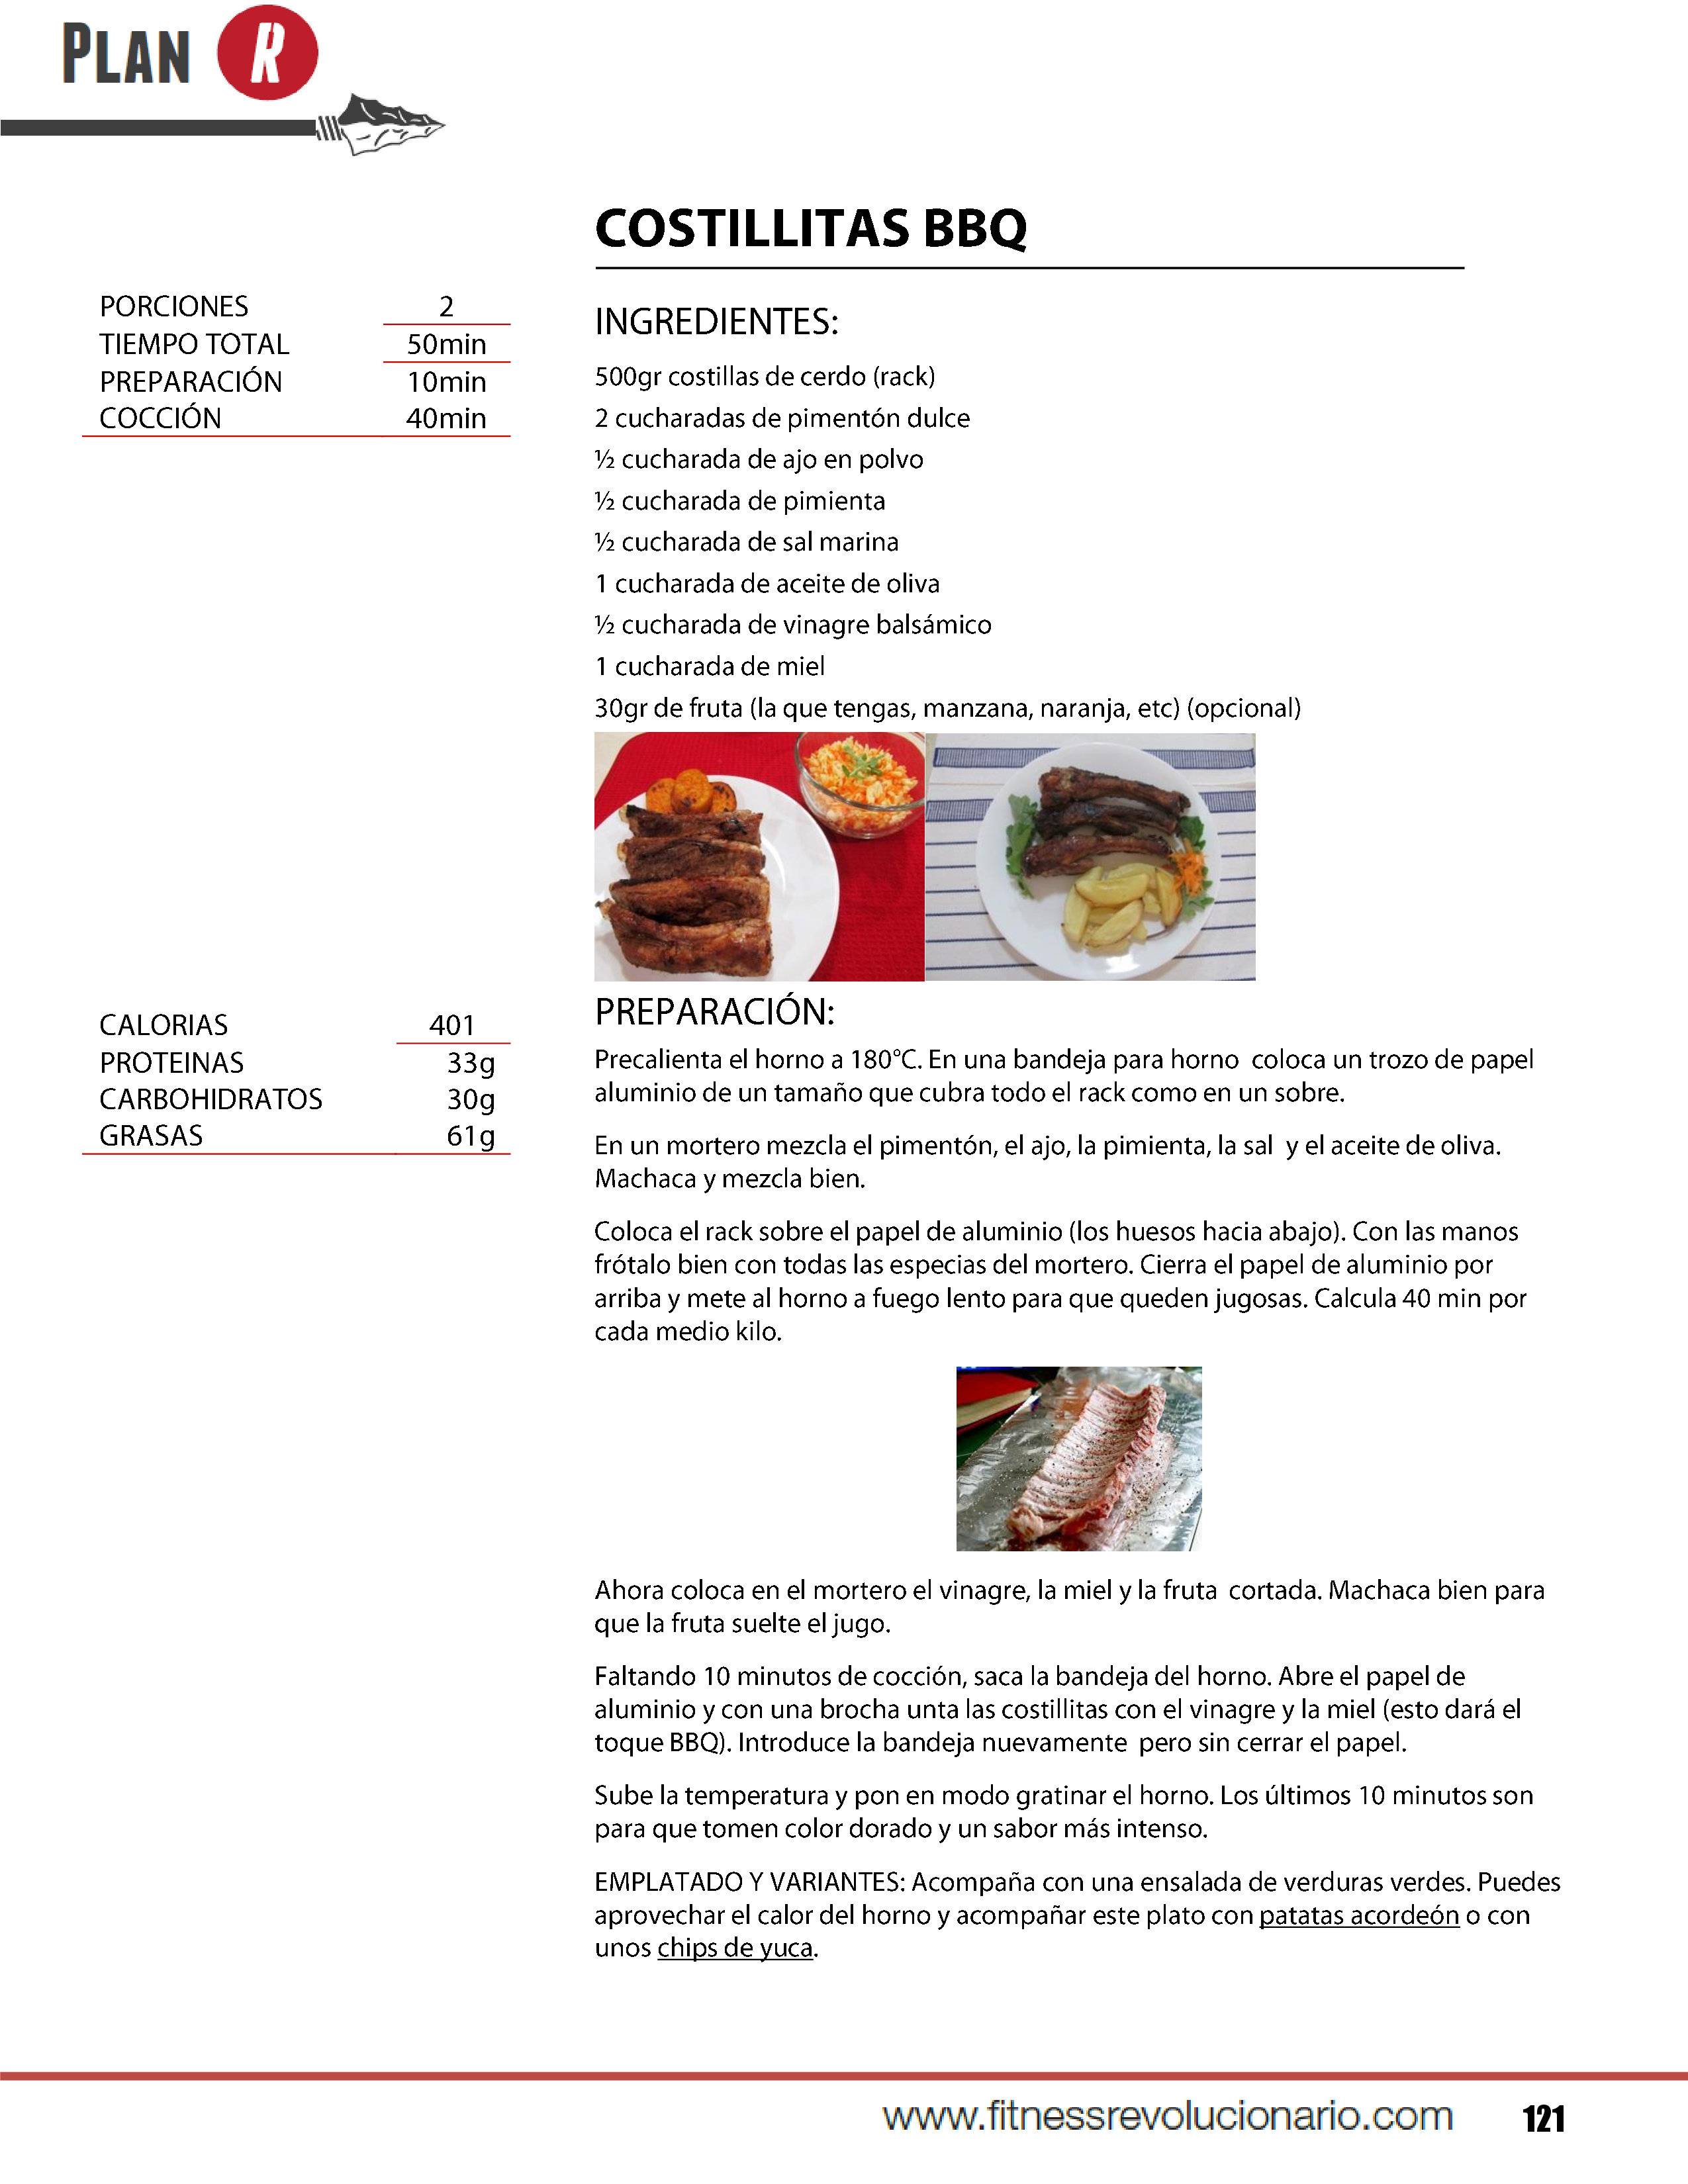 PLAN R
COSTILLITAS BBQ
PORCIONES 2
TIEMPO TOTAL 50min
PREPARACIÓN 10min
COCCIÓN 40min
INGREDIENTES:
500gr costillas de cerdo (rack)
2 cucharadas de pimentón dulce
½ cucharada de ajo en polvo
½ cucharada de pimienta
½ cucharada de sal marina
1 cucharada de aceite de oliva
½ cucharada de vinagre balsámico
1 cucharada de miel
30gr de fruta (la que tengas, manzana, naranja, etc) (opcional)
CALORIAS 401
PROTEINAS 33g
CARBOHIDRATOS 30g
GRASAS 61g
PREPARACIÓN:
Precalienta el horno a 180°C. En una bandeja para horno coloca un trozo de papel
aluminio de un tamaño que cubra todo el rack como en un sobre.
En un mortero mezcla el pimentón, el ajo, la pimienta, la sal y el aceite de oliva.
Machaca y mezcla bien.
Coloca el rack sobre el papel de aluminio (los huesos hacia abajo). Con las manos
frótalo bien con todas las especias del mortero. Cierra el papel de aluminio por
arriba y mete al horno a fuego lento para que queden jugosas. Calcula 40 min por
cada medio kilo.
Ahora coloca en el mortero el vinagre, la miel y la fruta cortada. Machaca bien para
que la fruta suelte el jugo.
Faltando 10 minutos de cocción, saca la bandeja del horno. Abre el papel de
aluminio y con una brocha unta las costillitas con el vinagre y la miel (esto dará el
toque BBQ). Introduce la bandeja nuevamente pero sin cerrar el papel.
Sube la temperatura y pon en modo gratinar el horno. Los últimos 10 minutos son
para que tomen color dorado y un sabor más intenso.
EMPLATADO Y VARIANTES: Acompaña con una ensalada de verduras verdes. Puedes
aprovechar el calor del horno y acompañar este plato con patatas acordeón o con
unos chips de yuca.
www.fitnessrevolucionario.com 121